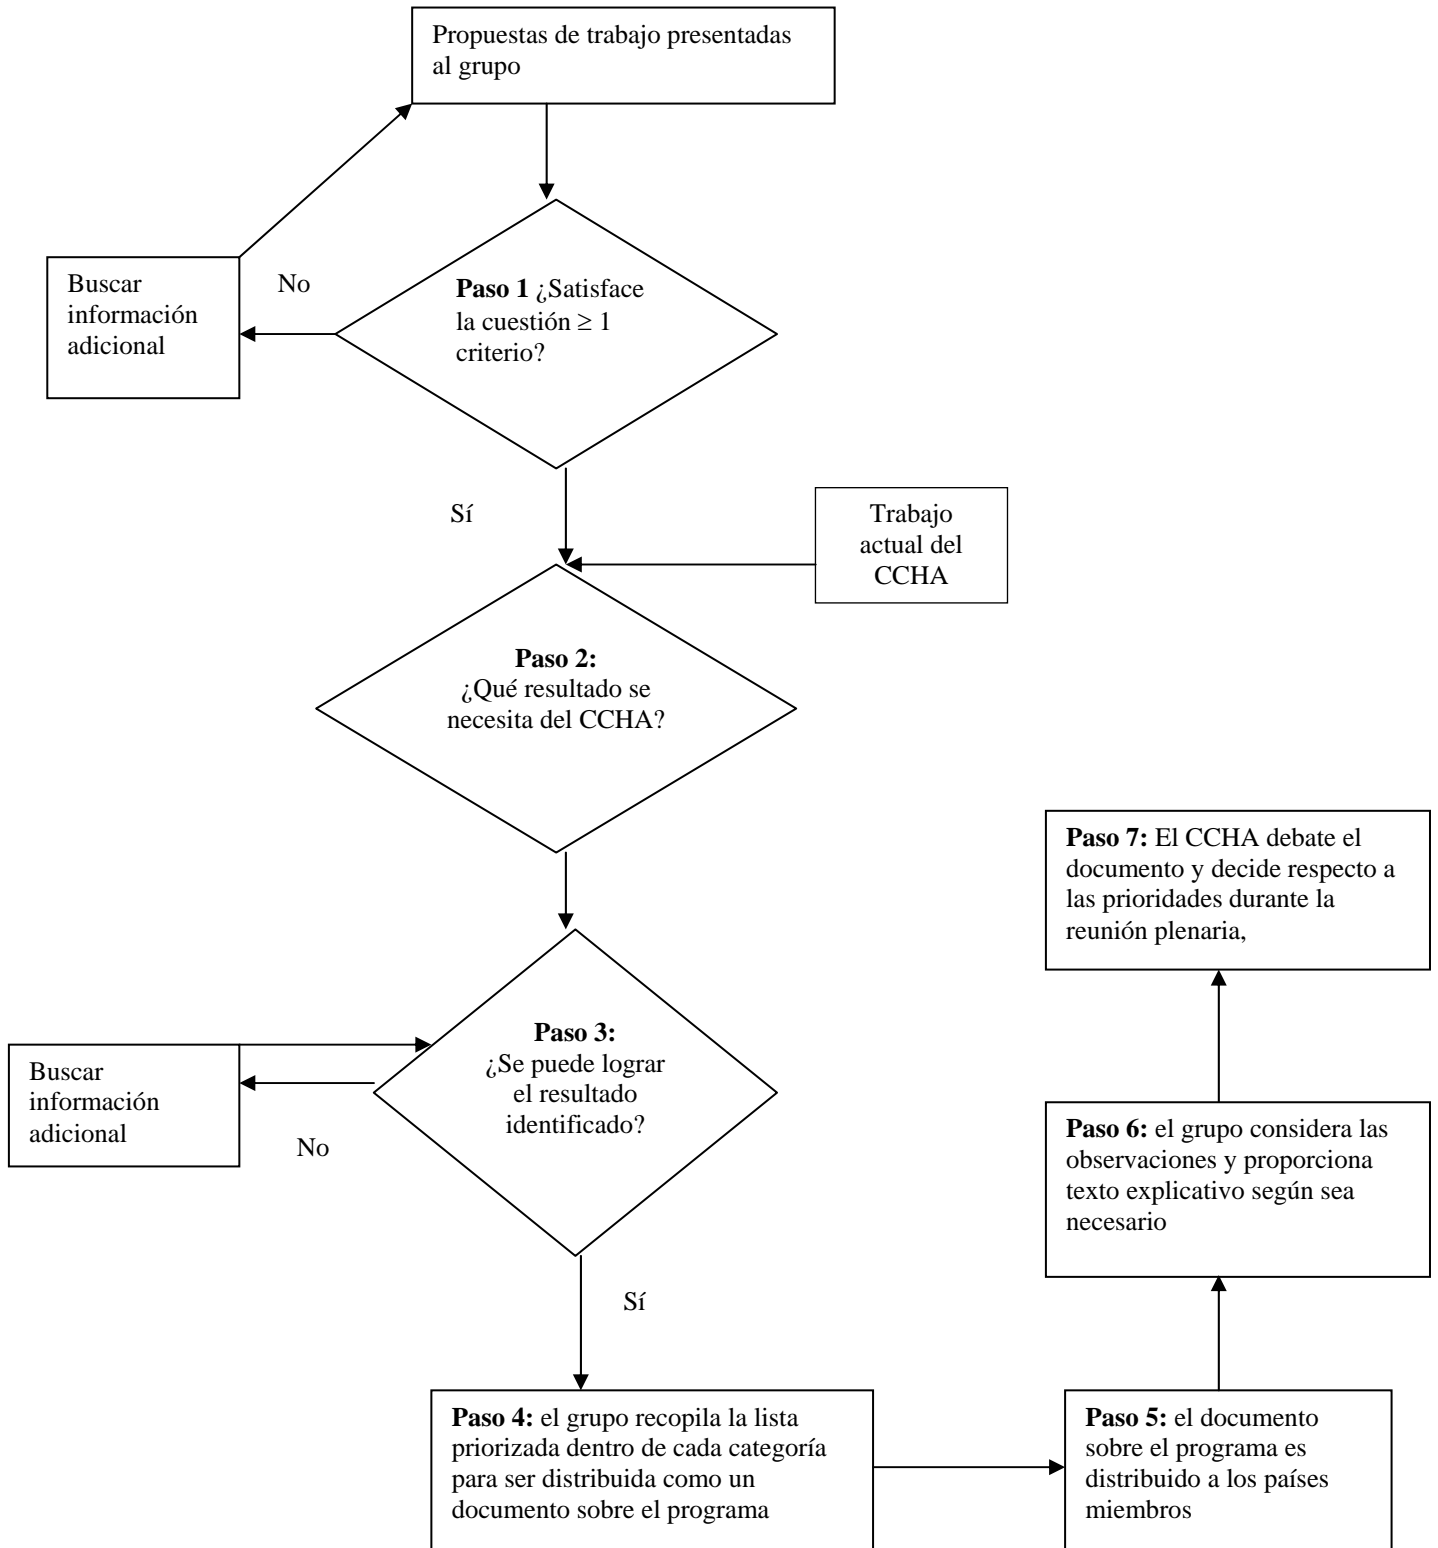 Propuestas de trabajo presentadas
al grupo
Buscar
información
adicional
No
Paso 1 ¿Satisface
la cuestión ≥ 1
criterio?
Sí
Trabajo
actual del
CCHA
Paso 2:
¿Qué resultado se
necesita del CCHA?
Paso 3:
¿Se puede lograr
el resultado
identificado?
Buscar
información
adicional
No
Sí
Paso 4: el grupo recopila la lista
priorizada dentro de cada categoría
para ser distribuida como un
documento sobre el programa
Paso 5: el documento
sobre el programa es
distribuido a los países
miembros
Paso 6: el grupo considera las
observaciones y proporciona
texto explicativo según sea
necesario
Paso 7: El CCHA debate el
documento y decide respecto a
las prioridades durante la
reunión plenaria,